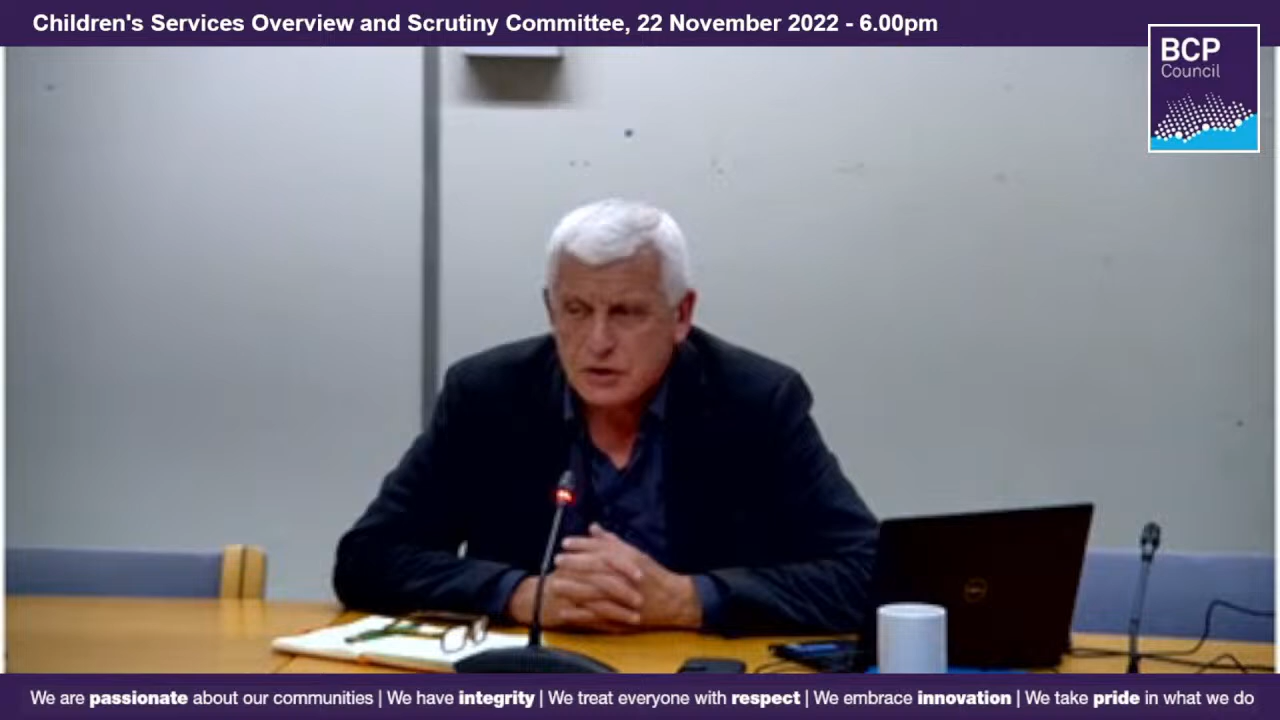 Children's Services Overview and Scrutiny Committee, 22 November 2022 - 6.00pm
BCP
Council
DELL
We are passionate about our communities | We have integrity | We treat everyone with respect | We embrace innovation | We take pride in what we do